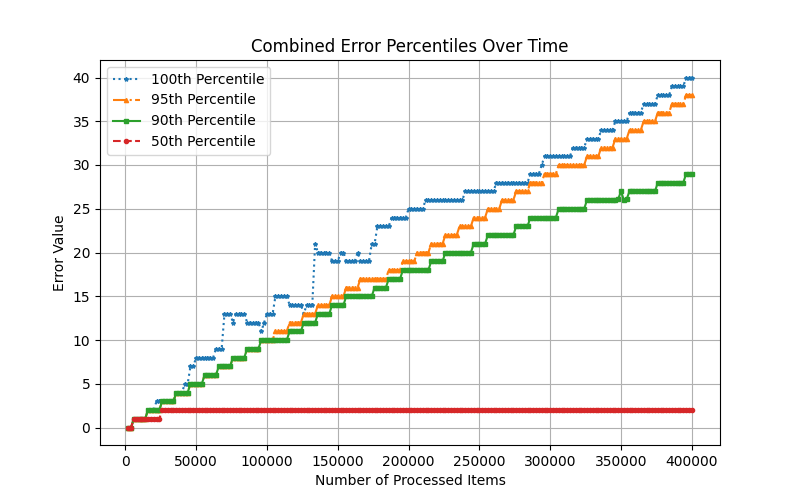 Combined Error Percentiles Over Time
100th Percentile
95th Percentile
90th Percentile
50th Percentile
Error Value
40
35
30
25
20
15
10
5
0
0 50000 100000 150000 200000 250000 300000 350000 400000
Number of Processed Items